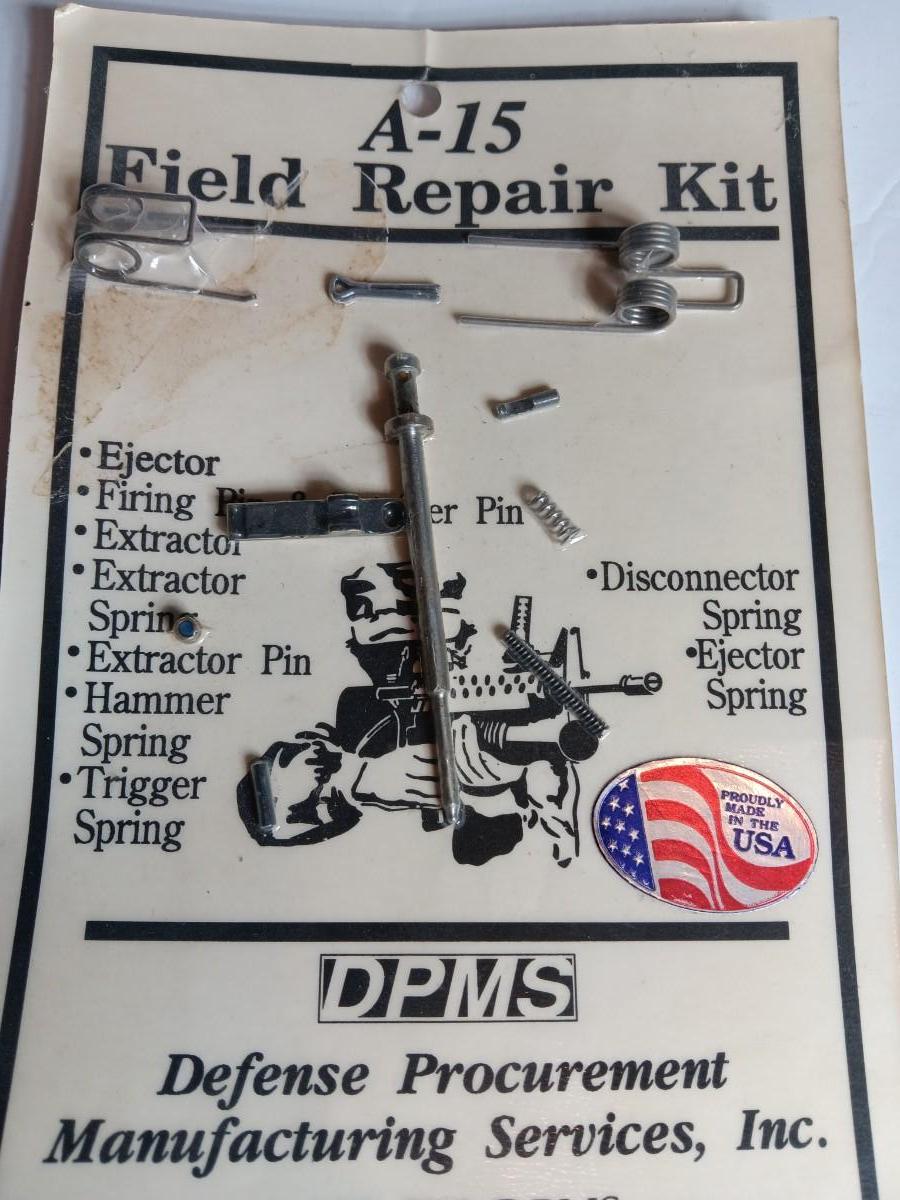 A-15
Field Repair Kit
•Ejector
•Firing Pin & er Pin
•Extractor
•Extractor
Spring
•Extractor Pin
•Hammer
Spring
•Trigger
Spring
•Disconnector
Spring
•Ejector
Spring
PROUDLY
MADE
IN THE
USA
DPMS
Defense Procurement
Manufacturing Services, Inc.